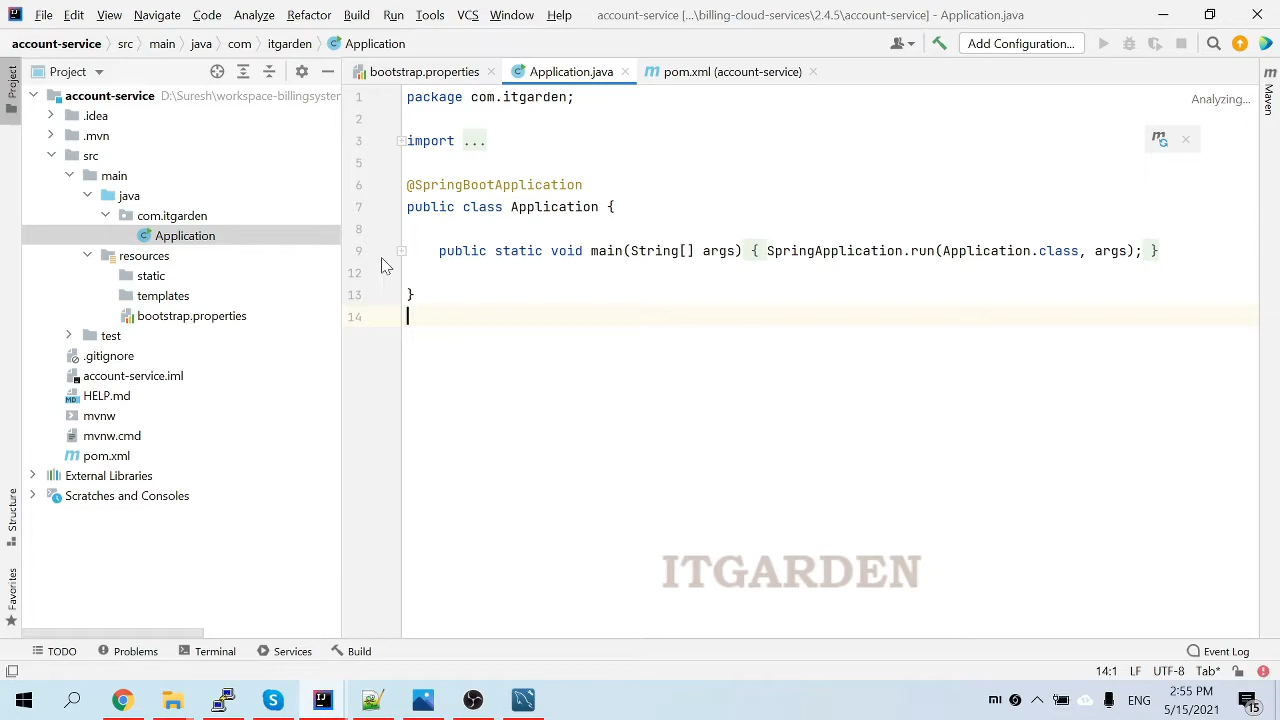 File Edit View Navigate Code Analyze Refactor Build Run Tools VCS Window Help account-service [...\billing-cloud-services\2.4.5\account-service] - Application.java
account-service src main java com itgarden Application Add Configuration...
Project
bootstrap.properties Application.java pom.xml (account-service)
Project
Maven
account-service D:\Suresh\workspace-billingsystem
.idea
.mvn
src
main
java
com.itgarden
Application
resources
static
templates
bootstrap.properties
test
.gitignore
account-service.iml
HELP.md
mvnw
mvnw.cmd
pom.xml
External Libraries
Scratches and Consoles
Structure
Favorites
Analyzing...
1 package com.itgarden;
2
3 import ...
5
6 @SpringBootApplication
7 public class Application {
8
9 public static void main(String[] args) { SpringApplication.run(Application.class, args); }
12
13 }
14
ITGARDEN
TODO Problems Terminal Services Build Event Log
14:1 LF UTF-8 Tab*
ENG
2:55 PM
5/15/2021
15